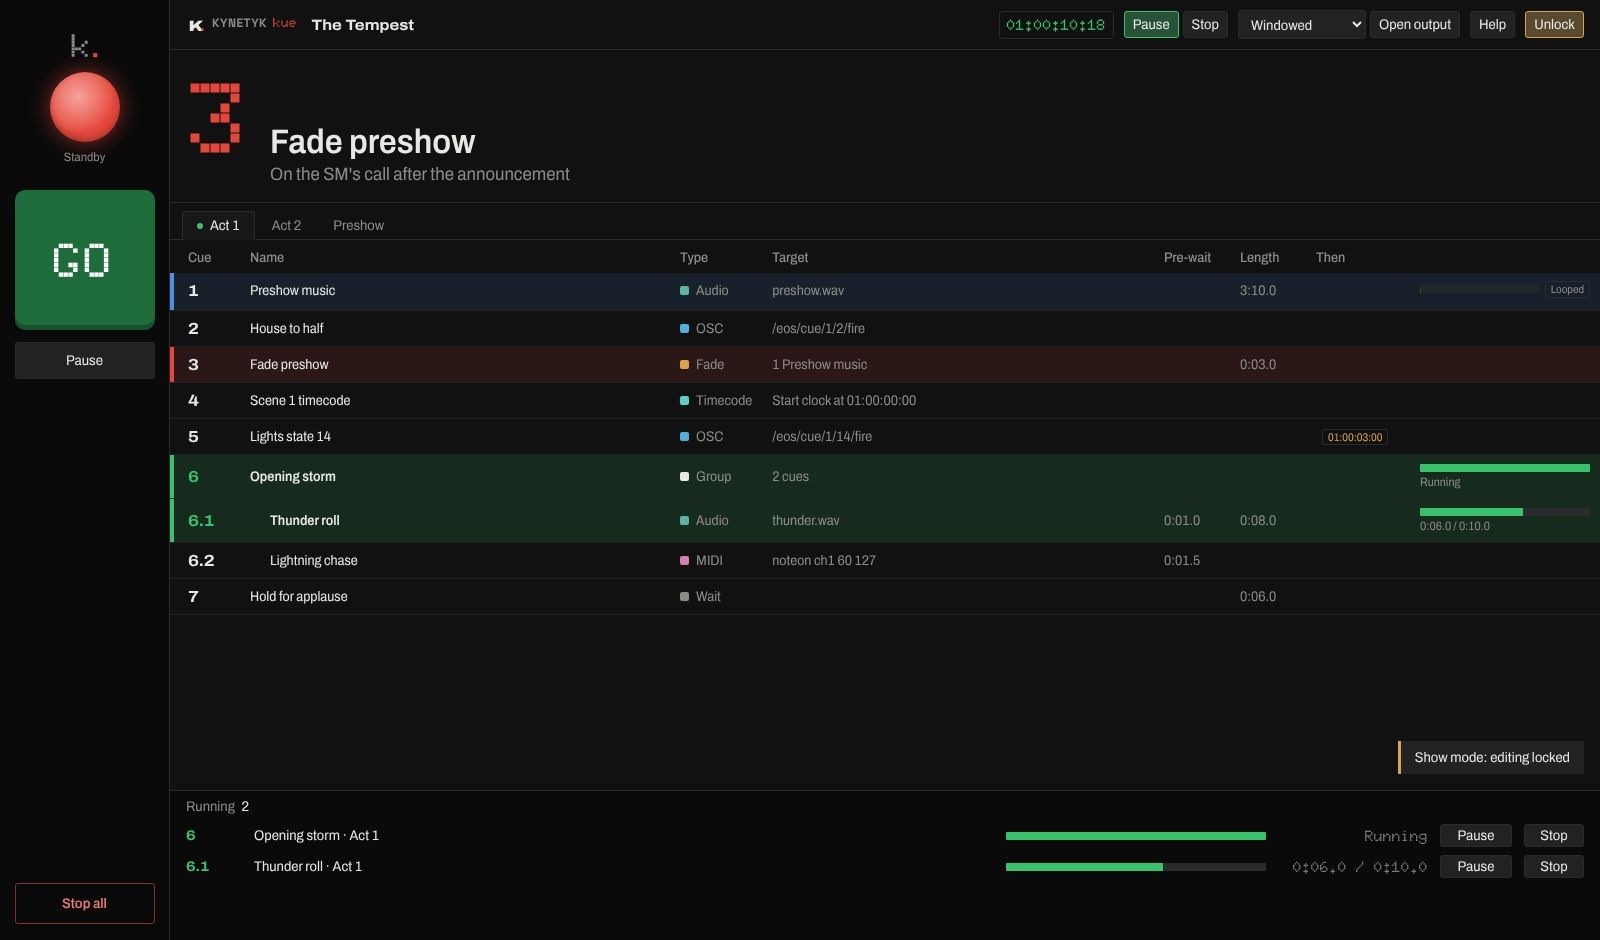 k.
Standby
GO
Pause
Stop all
K. KYNETYK kue The Tempest 01:00:10:18 Pause Stop Windowed Open output Help Unlock
3
Fade preshow
On the SM's call after the announcement
Act 1 Act 2 Preshow
Cue Name Type Target Pre-wait Length Then
1 Preshow music Audio preshow.wav 3:10.0 Looped
2 House to half OSC /eos/cue/1/2/fire
3 Fade preshow Fade 1 Preshow music 0:03.0
4 Scene 1 timecode Timecode Start clock at 01:00:00:00
5 Lights state 14 OSC /eos/cue/1/14/fire 01:00:03:00
6 Opening storm Group 2 cues Running
6.1 Thunder roll Audio thunder.wav 0:01.0 0:08.0 0:06.0 / 0:10.0
6.2 Lightning chase MIDI noteon ch1 60 127 0:01.5
7 Hold for applause Wait 0:06.0
Show mode: editing locked
Running 2
6 Opening storm · Act 1 Running Pause Stop
6.1 Thunder roll · Act 1 0:06.0 / 0:10.0 Pause Stop